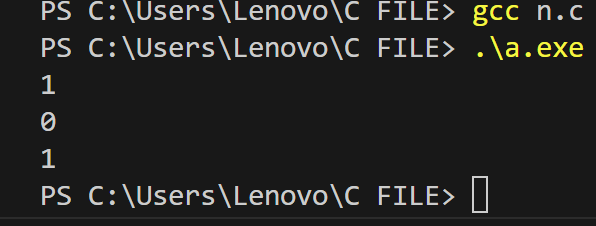 PS C:\Users\Lenovo\C FILE> gcc n.c
PS C:\Users\Lenovo\C FILE> .\a.exe
1
0
1
PS C:\Users\Lenovo\C FILE>